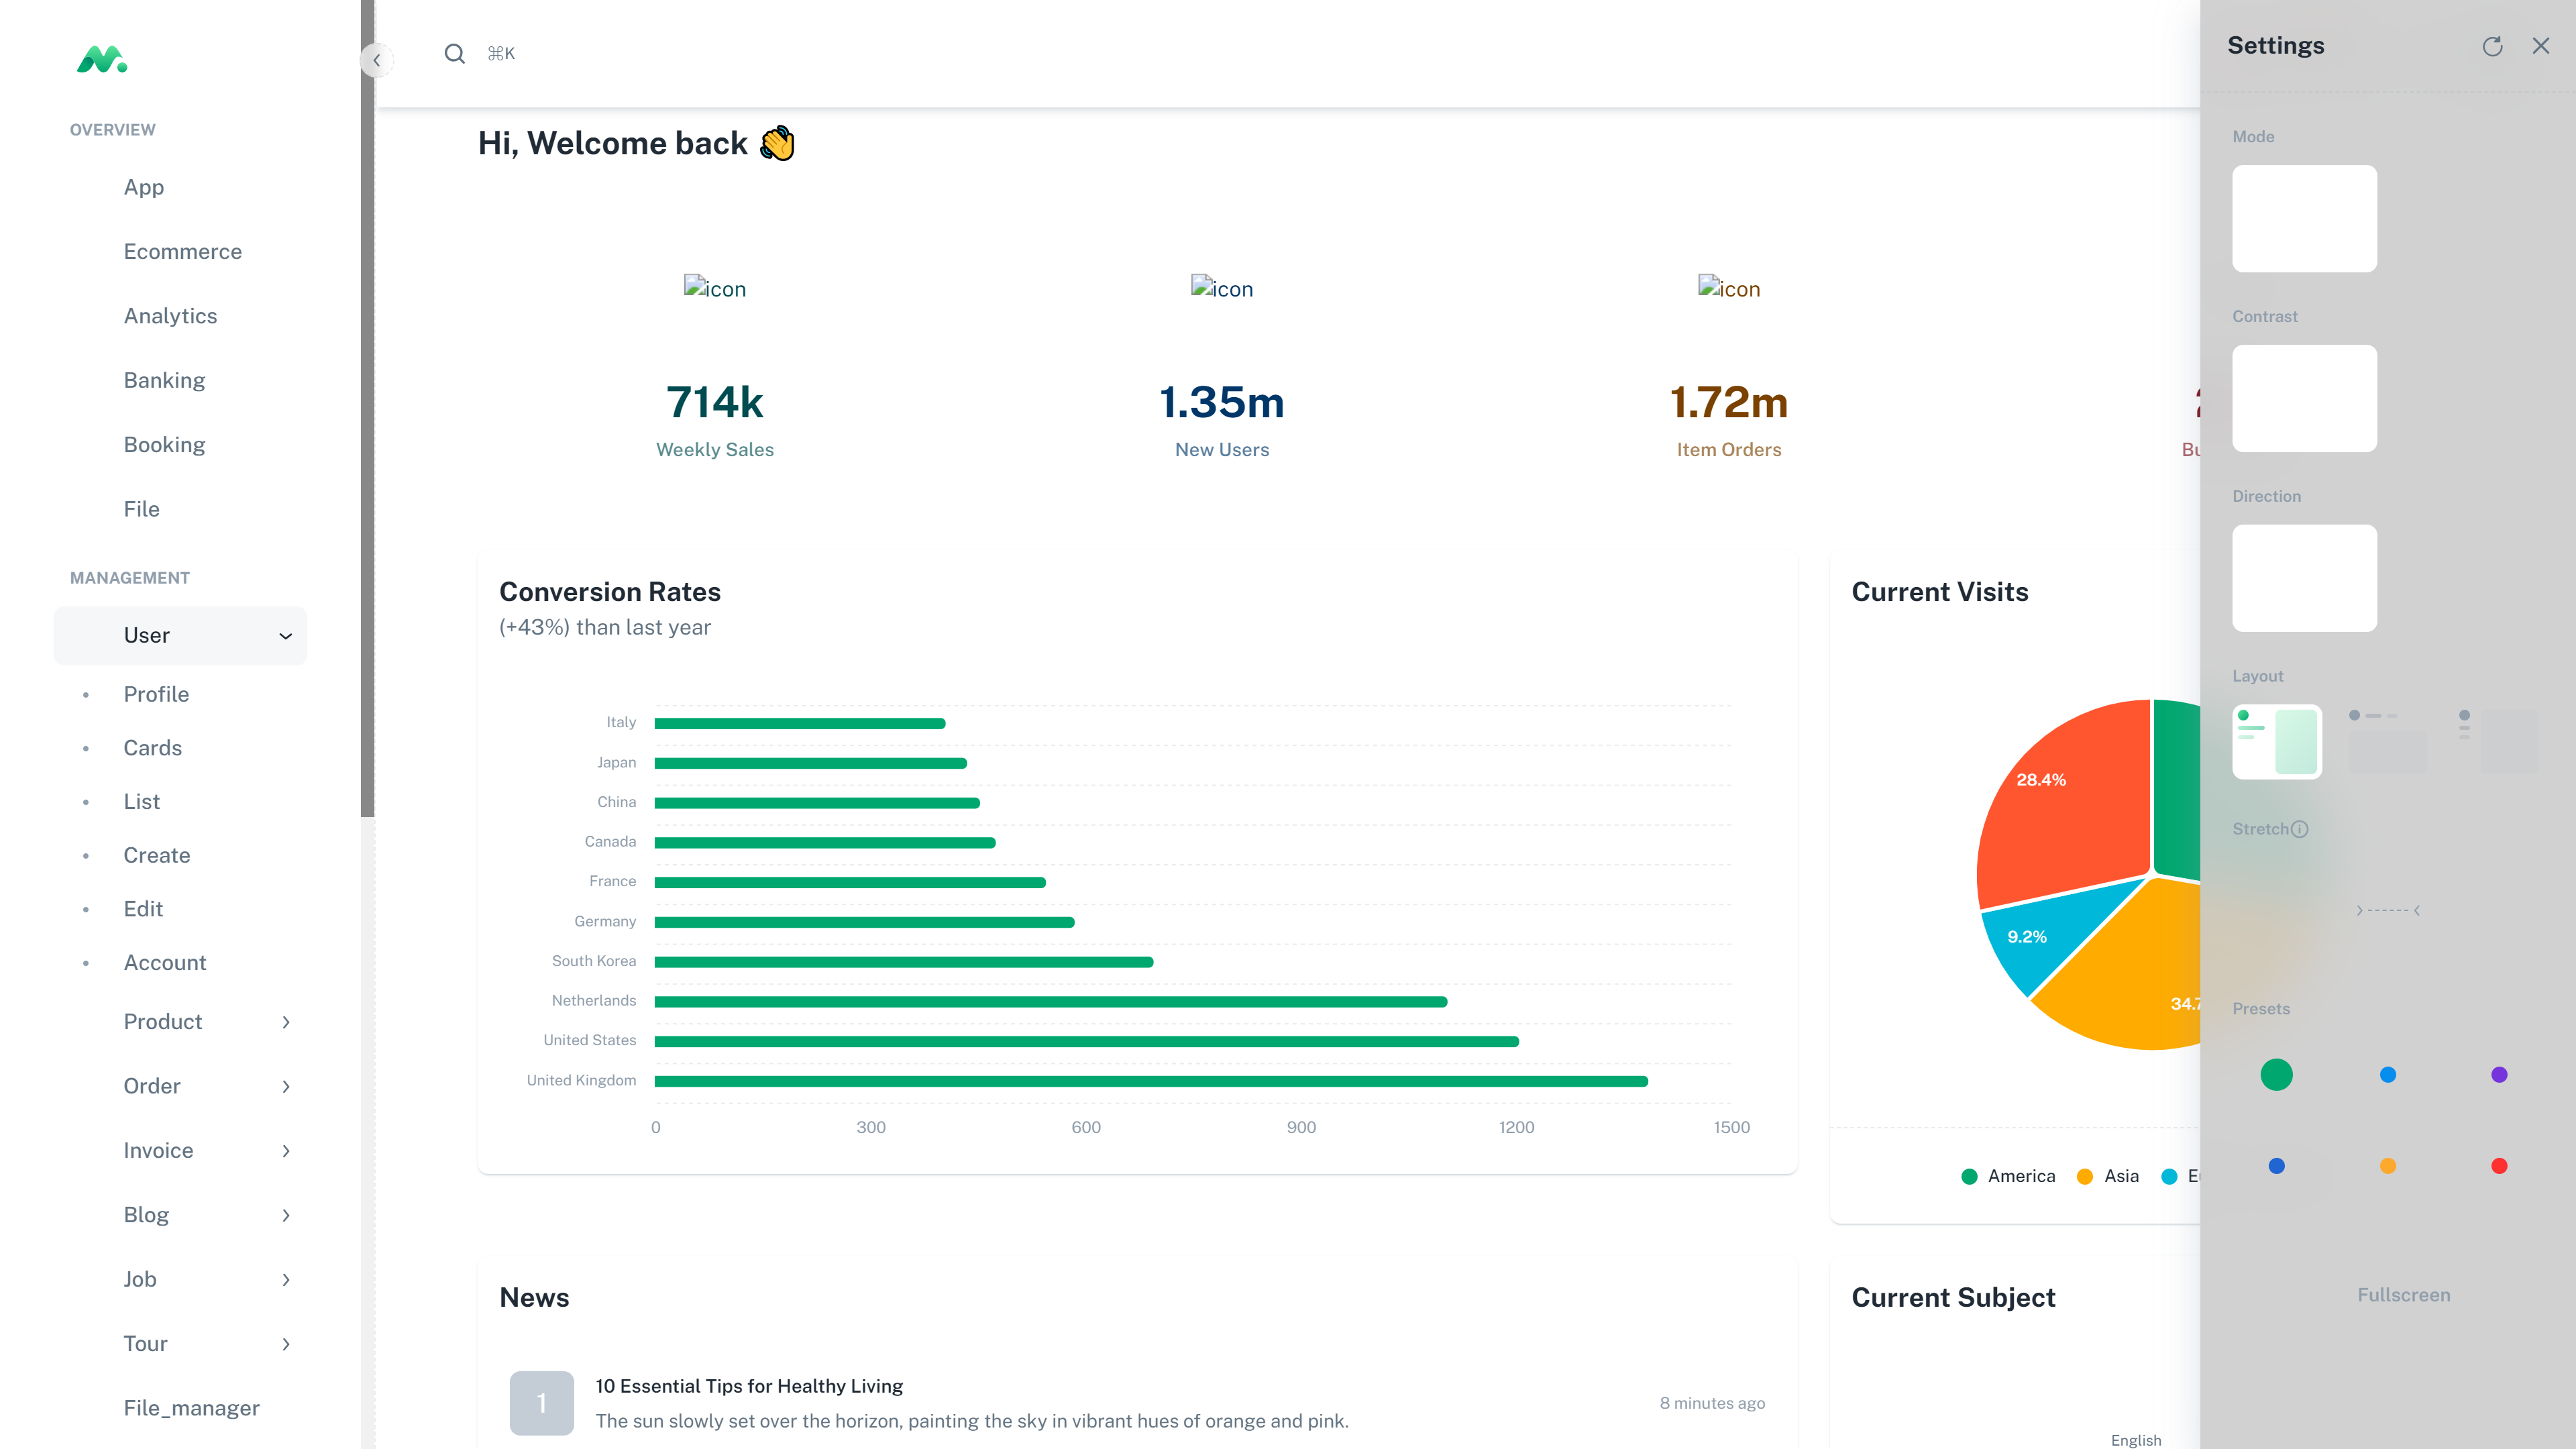 OVERVIEW
App
Ecommerce
Analytics
Banking
Booking
File
MANAGEMENT
User
Profile
Cards
List
Create
Edit
Account
Product
Order
Invoice
Blog
Job
Tour
File_manager
⌘K
Hi, Welcome back 👋
icon
714k
Weekly Sales
icon
1.35m
New Users
icon
1.72m
Item Orders
Conversion Rates
(+43%) than last year
Italy
Japan
China
Canada
France
Germany
South Korea
Netherlands
United States
United Kingdom
0 300 600 900 1200 1500
Current Visits
28.4%
9.2%
34.7
America Asia
News
1
10 Essential Tips for Healthy Living
The sun slowly set over the horizon, painting the sky in vibrant hues of orange and pink.
8 minutes ago
Current Subject
English
Settings
Mode
Contrast
Direction
Layout
Stretch
Presets
Fullscreen